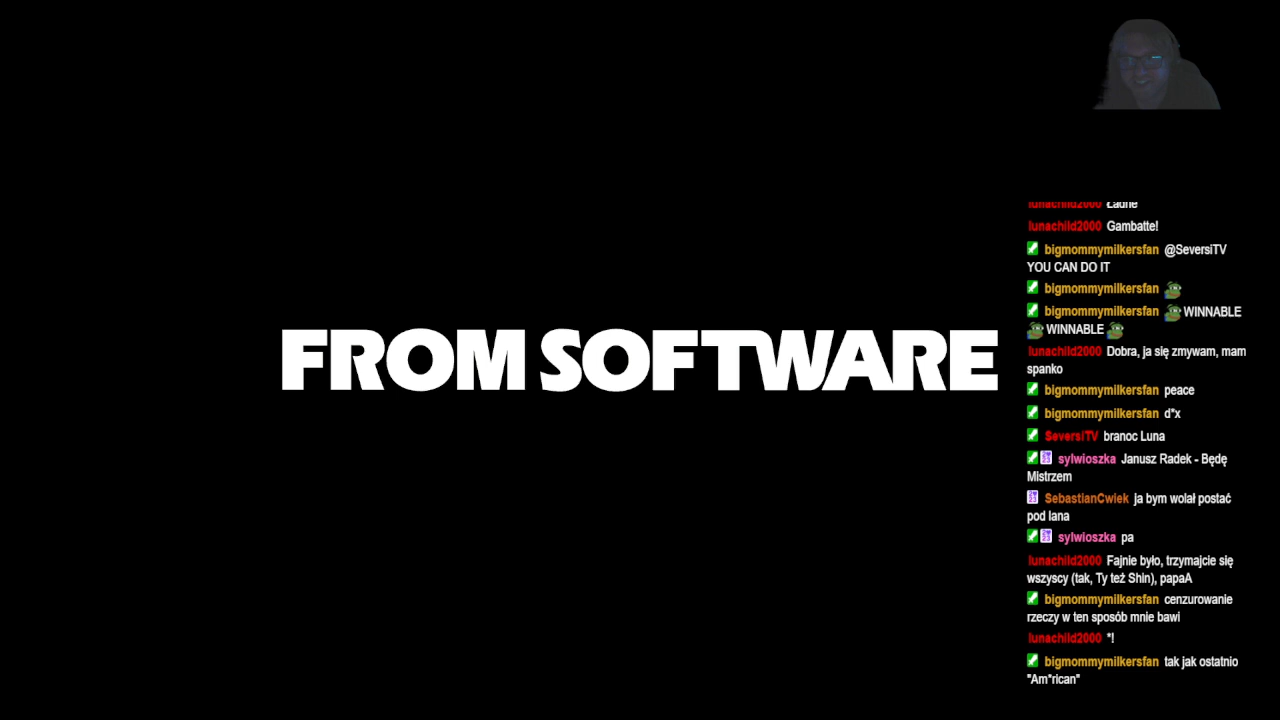 FROM SOFTWARE
lunachild2000 Ładne
lunachild2000 Gambatte!
bigmommymilkersfan @SeversiTV
YOU CAN DO IT
bigmommymilkersfan
bigmommymilkersfan WINNABLE
WINNABLE
lunachild2000 Dobra, ja się zmywam, mam
spanko
bigmommymilkersfan peace
bigmommymilkersfan d*x
SeversiTV branoc Luna
sylwioszka Janusz Radek - Będę
Mistrzem
SebastianCwiek ja bym wolał postać
pod lana
sylwioszka pa
lunachild2000 Fajnie było, trzymajcie się
wszyscy (tak, Ty też Shin), papaA
bigmommymilkersfan cenzurowanie
rzeczy w ten sposób mnie bawi
lunachild2000 *!
bigmommymilkersfan tak jak ostatnio
"Am*rican"